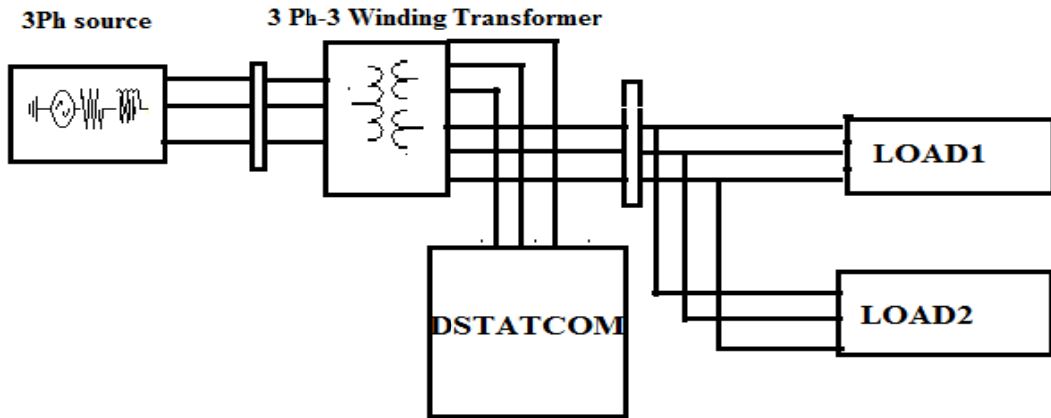 3Ph source
3 Ph-3 Winding Transformer
LOAD1
DSTATCOM
LOAD2